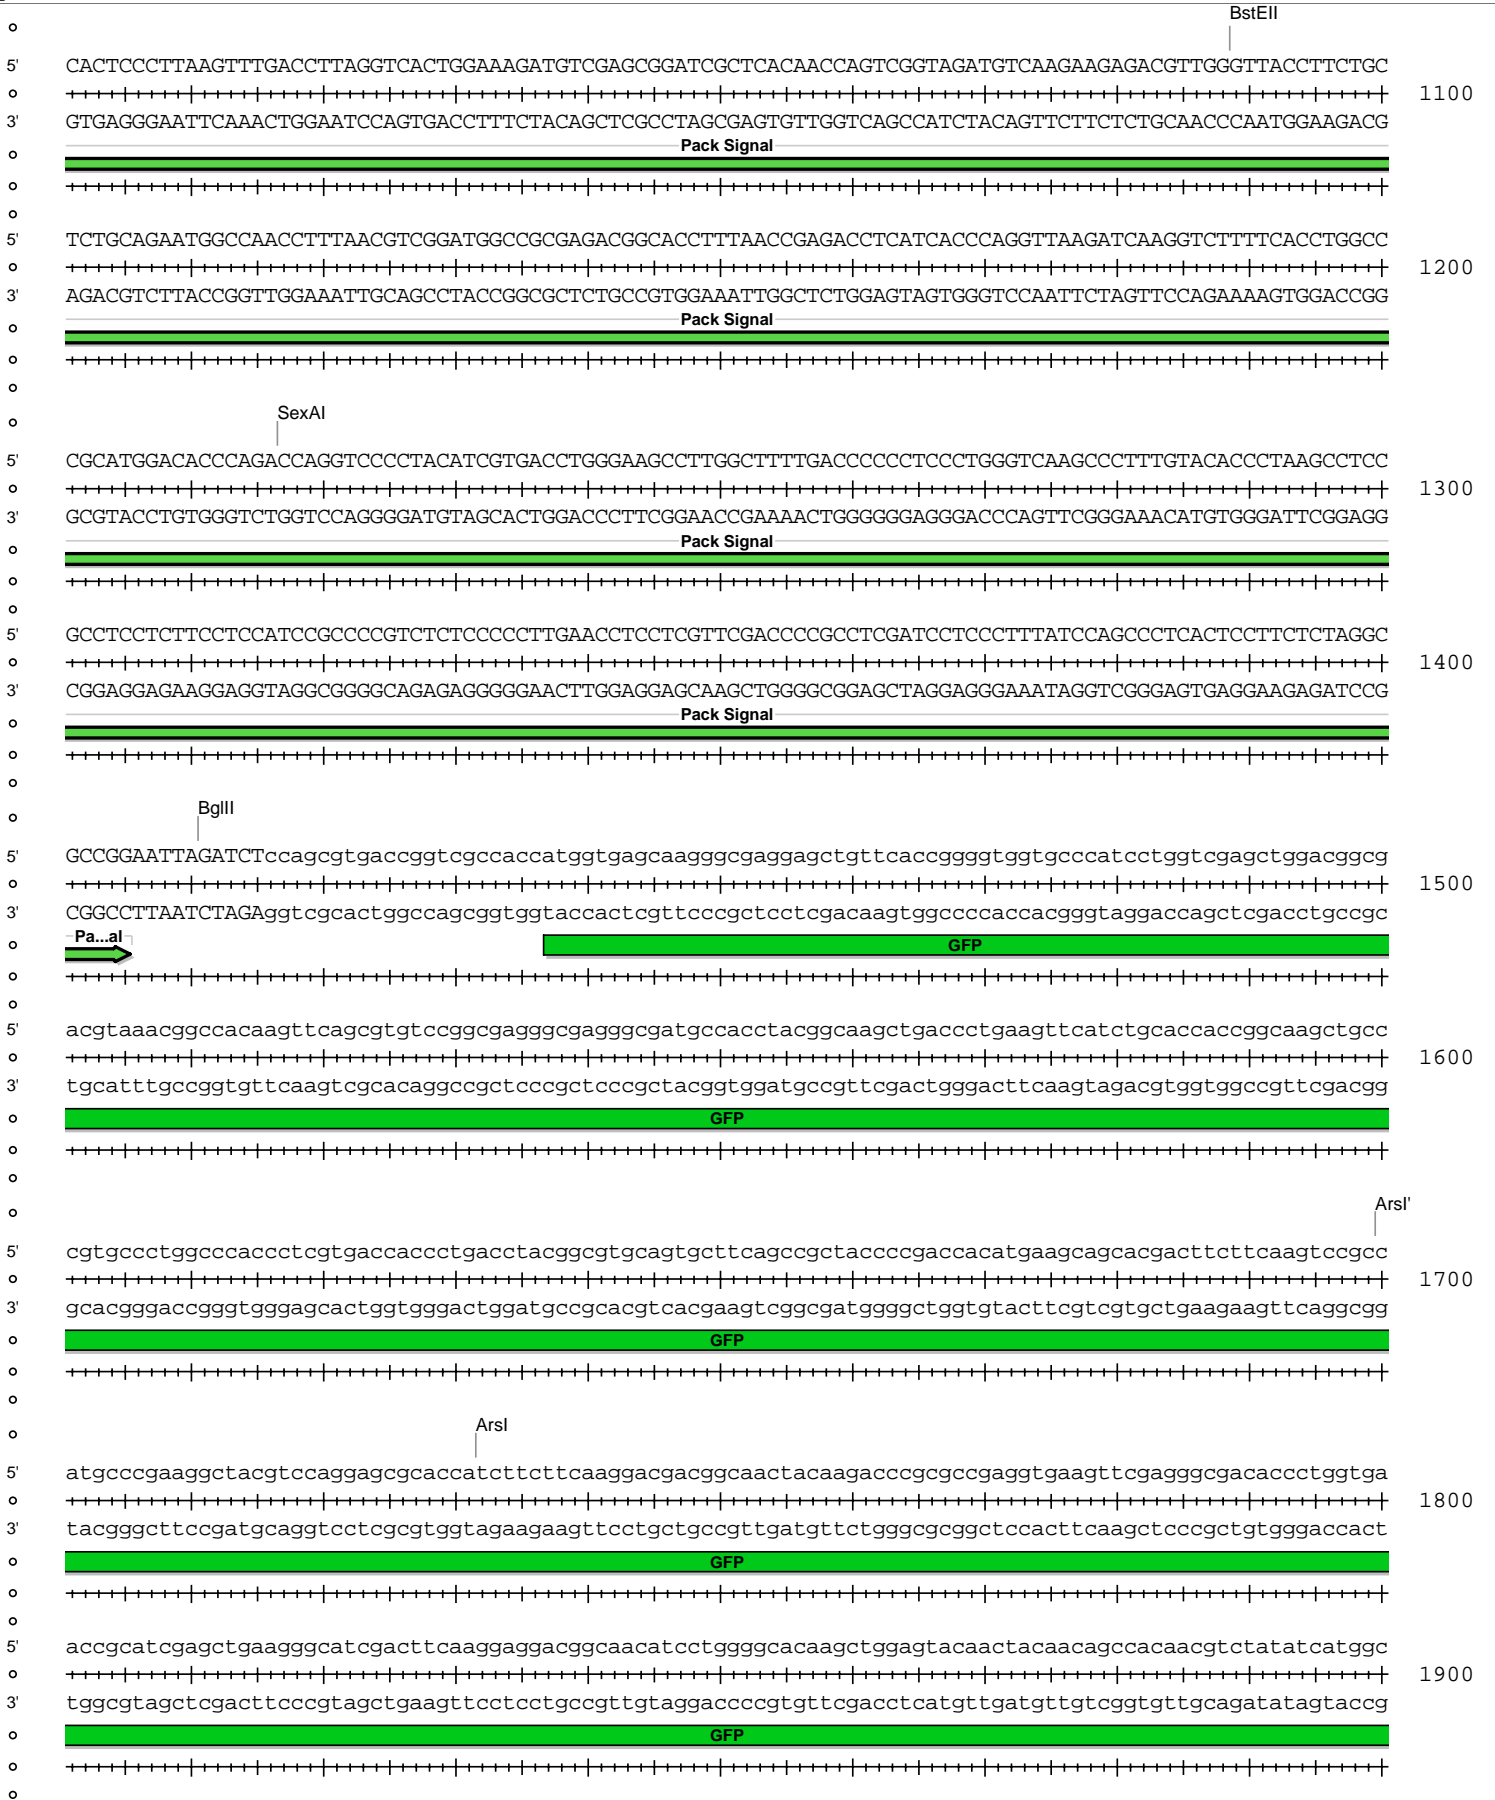 BstEII
5' CACTCCCTTAAGTTTGACCTTAGGTCACTGGAAAGATGTCGAGCGGATCGCTCACAACCAGTCGGTAGATGTCAAGAAGAGACGTTGGGTTACCTTCTGC
1100
3' GTGAGGGAATTCAAACTGGAATCCAGTGACCTTTCTACAGCTCGCCTAGCGAGTGTTGGTCAGCCATCTACAGTTCTTCTCTGCAACCCAATGGAAGACG
Pack Signal
5' TCTGCAGAATGGCCAACCTTTAACGTCGGATGGCCGCGAGACGGCACCTTTAACCGAGACCTCATCACCCAGGTTAAGATCAAGGTCTTTTCACCTGGCC
1200
3' AGACGTCTTACCGGTTGGAAATTGCAGCCTACCGGCGCTCTGCCGTGGAAATTGGCTCTGGAGTAGTGGGTCCAATTCTAGTTCCAGAAAAGTGGACCGG
Pack Signal
SexAI
5' CGCATGGACACCCAGACCAGGTCCCCTACATCGTGACCTGGGAAGCCTTGGCTTTTGACCCCCCTCCCTGGGTCAAGCCCTTTGTACACCCTAAGCCTCC
1300
3' GCGTACCTGTGGGTCTGGTCCAGGGGATGTAGCACTGGACCCTTCGGAACCGAAAACTGGGGGGAGGGACCCAGTTCGGGAAACATGTGGGATTCGGAGG
Pack Signal
5' GCCTCCTCTTCCTCCATCCGCCCCGTCTCTCCCCCTTGAACCTCCTCGTTCGACCCCGCCTCGATCCTCCCTTTATCCAGCCCTCACTCCTTCTCTAGGC
1400
3' CGGAGGAGAAGGAGGTAGGCGGGGCAGAGAGGGGGAACTTGGAGGAGCAAGCTGGGGCGGAGCTAGGAGGGAAATAGGTCGGGAGTGAGGAAGAGATCCG
Pack Signal
BglII
5' GCCGGAATTAGATCTccagcgtgaccggtcgccaccatggtgagcaagggcgaggagctgttcaccggggtggtgcccatcctggtcgagctggacggcg
1500
3' CGGCCTTAATCTAGAggtcgcactggccagcggtggtaccactcgttcccgctcctcgacaagtggccccaccacgggtaggaccagctcgacctgccgc
Pa...al GFP
5' acgtaaacggccacaagttcagcgtgtccggcgagggcgagggcgatgccacctacggcaagctgaccctgaagttcatctgcaccaccggcaagctgcc
1600
3' tgcatttgccggtgttcaagtcgcacaggccgctcccgctcccgctacggtggatgccgttcgactgggacttcaagtagacgtggtggccgttcgacgg
GFP
ArsI'
5' cgtgccctggcccaccctcgtgaccaccctgacctacggcgtgcagtgcttcagccgctaccccgaccacatgaagcagcacgacttcttcaagtccgcc
1700
3' gcacgggaccgggtgggagcactggtgggactggatgccgcacgtcacgaagtcggcgatggggctggtgtacttcgtcgtgctgaagaagttcaggcgg
GFP
ArsI
5' atgcccgaaggctacgtccaggagcgcaccatcttcttcaaggacgacggcaactacaagacccgcgccgaggtgaagttcgagggcgacaccctggtga
1800
3' tacgggcttccgatgcaggtcctcgcgtggtagaagaagttcctgctgccgttgatgttctgggcgcggctccacttcaagctcccgctgtgggaccact
GFP
5' accgcatcgagctgaagggcatcgacttcaaggaggacggcaacatcctggggcacaagctggagtacaactacaacagccacaacgtctatatcatggc
1900
3' tggcgtagctcgacttcccgtagctgaagttcctcctgccgttgtaggaccccgtgttcgacctcatgttgatgttgtcggtgttgcagatatagtaccg
GFP